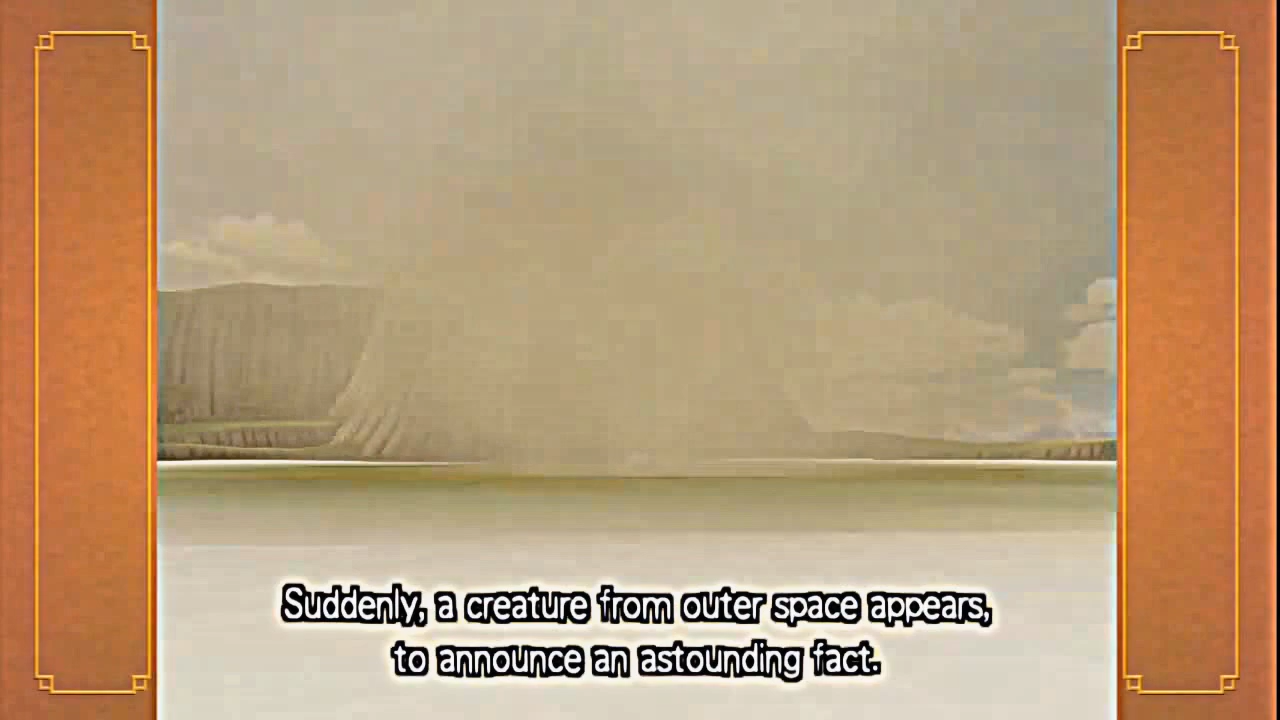 Suddenly, a creature from outer space appears,
to announce an astounding fact.